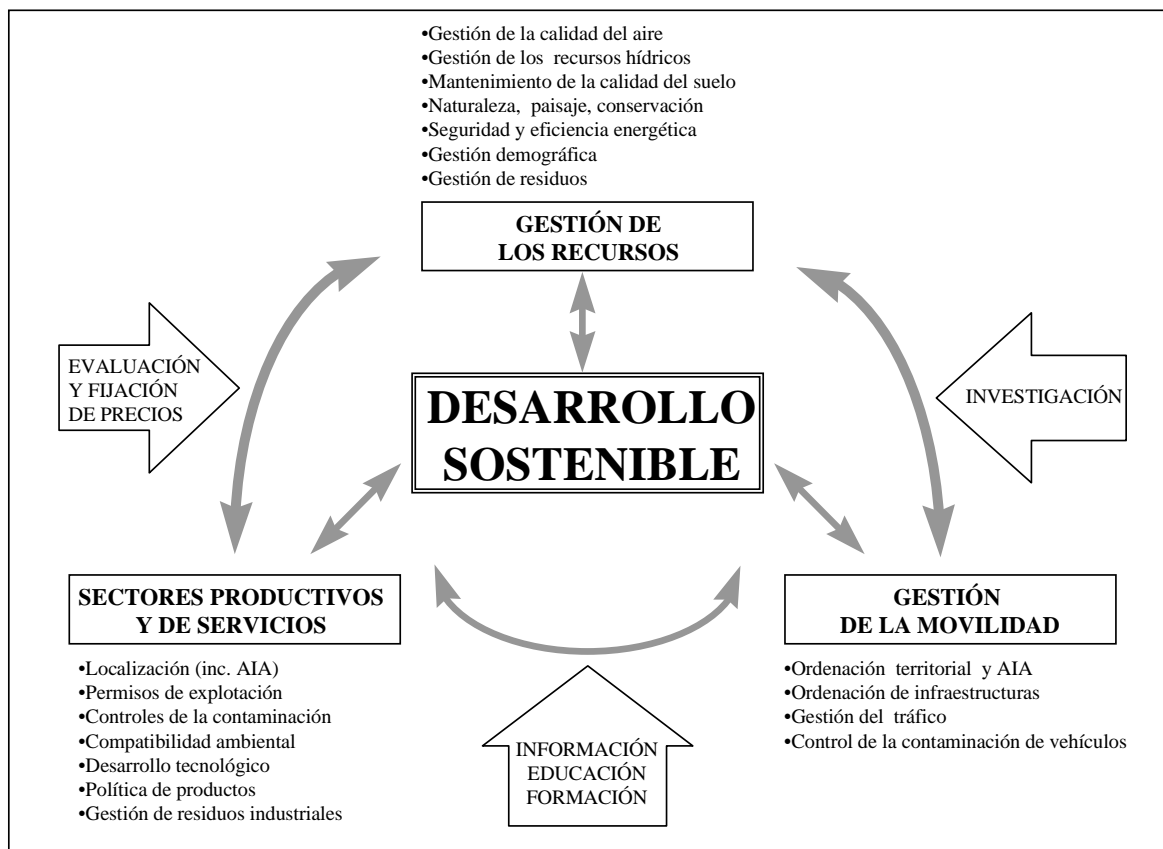 •Gestión de la calidad del aire
•Gestión de los recursos hídricos
•Mantenimiento de la calidad del suelo
•Naturaleza, paisaje, conservación
•Seguridad y eficiencia energética
•Gestión demográfica
•Gestión de residuos
GESTIÓN DE
LOS RECURSOS
EVALUACIÓN
Y FIJACIÓN
DE PRECIOS
DESARROLLO
SOSTENIBLE
INVESTIGACIÓN
SECTORES PRODUCTIVOS
Y DE SERVICIOS
•Localización (inc. AIA)
•Permisos de explotación
•Controles de la contaminación
•Compatibilidad ambiental
•Desarrollo tecnológico
•Política de productos
•Gestión de residuos industriales
INFORMACIÓN
EDUCACIÓN
FORMACIÓN
GESTIÓN
DE LA MOVILIDAD
•Ordenación territorial y AIA
•Ordenación de infraestructuras
•Gestión del tráfico
•Control de la contaminación de vehículos